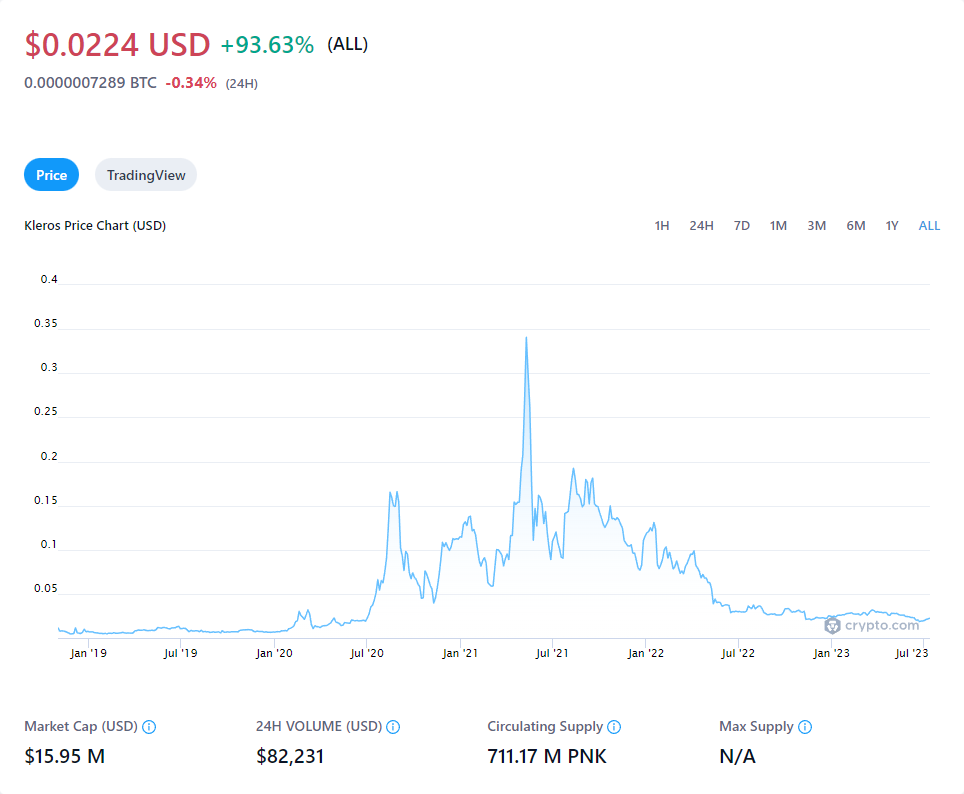 $0.0224 USD +93.63% (ALL)
0.0000007289 BTC -0.34% (24H)
Price TradingView
Kleros Price Chart (USD) 1H 24H 7D 1M 3M 6M 1Y ALL
0.4
0.35
0.3
0.25
0.2
0.15
0.1
0.05
crypto.com
Jan '19 Jul '19 Jan '20 Jul '20 Jan '21 Jul '21 Jan '22 Jul '22 Jan '23 Jul '23
Market Cap (USD) 24H VOLUME (USD) Circulating Supply Max Supply
$15.95 M $82,231 711.17 M PNK N/A